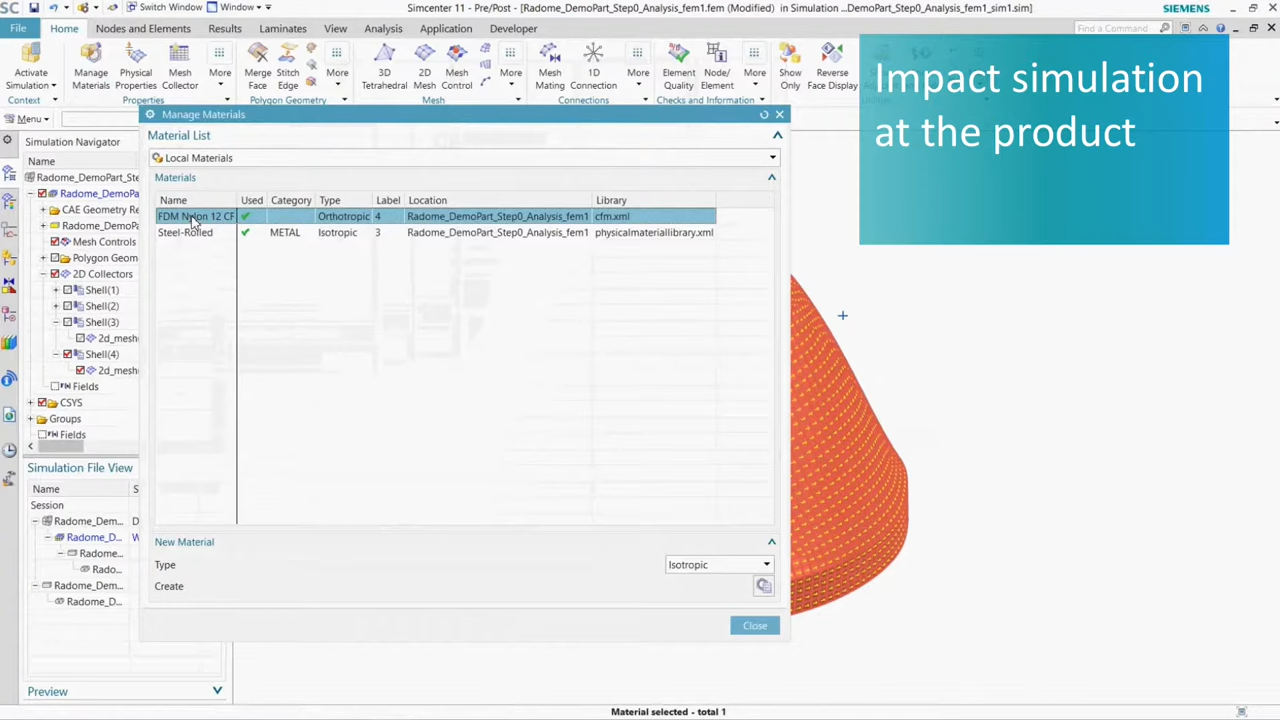 SC
Switch Window
Window
Simcenter 11 - Pre/Post - [Radome_DemoPart_Step0_Analysis_fem1.fem (Modified) in Simulation ...DemoPart_Step0_Analysis_fem1_sim1.sim]
SIEMENS
File
Home
Nodes and Elements
Results
Laminates
View
Analysis
Application
Developer
Find a Command
Activate Simulation
Manage Materials
Physical Properties
Mesh Collector
More
Merge Face
Stitch Edge
More
3D Tetrahedral
2D Mesh
Mesh Control
More
Mesh Mating
1D Connection
More
Element Quality
Node/ Element
More
Show Only
Reverse Face Display
Context
Properties
Polygon Geometry
Mesh
Connections
Checks and Information
Impact simulation
at the product
Menu
Simulation Navigator
Name
Radome_DemoPart_Ste
Radome_DemoPa
CAE Geometry Re
Radome_DemoPa
Mesh Controls
Polygon Geom
2D Collectors
Shell(1)
Shell(2)
Shell(3)
2d_mesh
Shell(4)
2d_mesh
Fields
CSYS
Groups
Fields
Simulation File View
Name
S
Session
Radome_Dem...
D
Radome_D...
W
Radome...
Rado...
Radome_Dem...
Radome_D...
Preview
Manage Materials
Material List
Local Materials
Materials
Name Used Category Type Label Location Library
FDM Nylon 12 CF Orthotropic 4 Radome_DemoPart_Step0_Analysis_fem1 cfm.xml
Steel-Rolled METAL Isotropic 3 Radome_DemoPart_Step0_Analysis_fem1 physicalmateriallibrary.xml
New Material
Type
Isotropic
Create
Close
Material selected - total 1